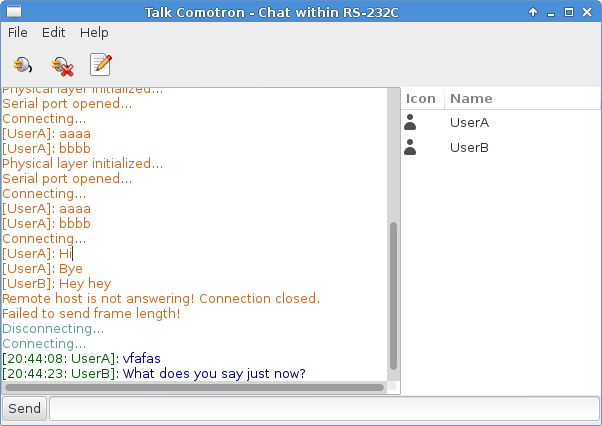 Talk Comotron - Chat within RS-232C
File Edit Help
Physical layer initialized...
Serial port opened...
Connecting...
[UserA]: aaaa
[UserA]: bbbb
Physical layer initialized...
Serial port opened...
Connecting...
[UserA]: aaaa
[UserA]: bbbb
Connecting...
[UserA]: Hi
[UserA]: Bye
[UserB]: Hey hey
Remote host is not answering! Connection closed.
Failed to send frame length!
Disconnecting...
Connecting...
[20:44:08: UserA]: vfafas
[20:44:23: UserB]: What does you say just now?
Icon Name
UserA
UserB
Send